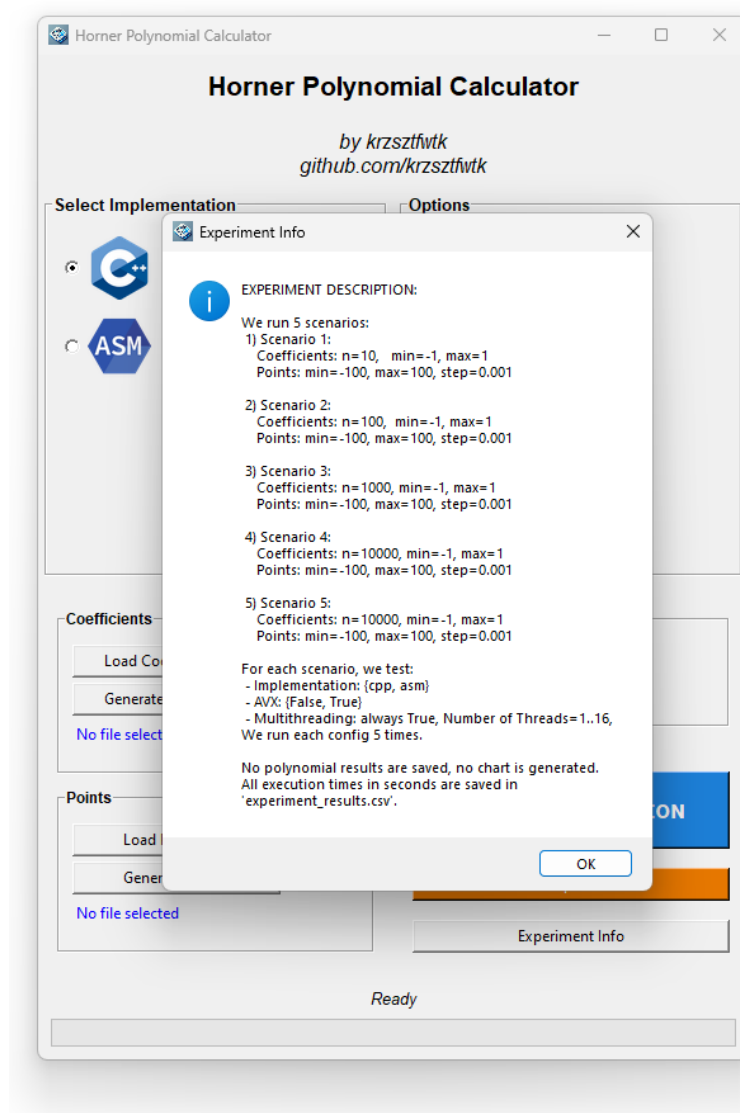 Horner Polynomial Calculator
Horner Polynomial Calculator
by krzsztfwtk
github.com/krzsztfwtk
Select Implementation
Options
C++
ASM
Experiment Info
EXPERIMENT DESCRIPTION:
We run 5 scenarios:
1) Scenario 1:
Coefficients: n=10, min=-1, max=1
Points: min=-100, max=100, step=0.001
2) Scenario 2:
Coefficients: n=100, min=-1, max=1
Points: min=-100, max=100, step=0.001
3) Scenario 3:
Coefficients: n=1000, min=-1, max=1
Points: min=-100, max=100, step=0.001
4) Scenario 4:
Coefficients: n=10000, min=-1, max=1
Points: min=-100, max=100, step=0.001
5) Scenario 5:
Coefficients: n=10000, min=-1, max=1
Points: min=-100, max=100, step=0.001
For each scenario, we test:
- Implementation: {cpp, asm}
- AVX: {False, True}
- Multithreading: always True, Number of Threads=1..16,
We run each config 5 times.
No polynomial results are saved, no chart is generated.
All execution times in seconds are saved in
'experiment_results.csv'.
OK
Coefficients
Load
Generate
No file
Points
Load
No file selected
Experiment Info
Ready